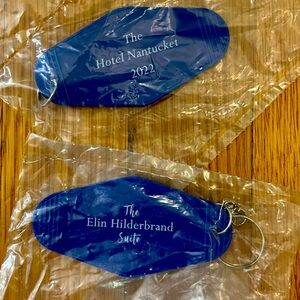 The
Hotel Nantucket
2022
The
Elin Hilderbrand
Suite